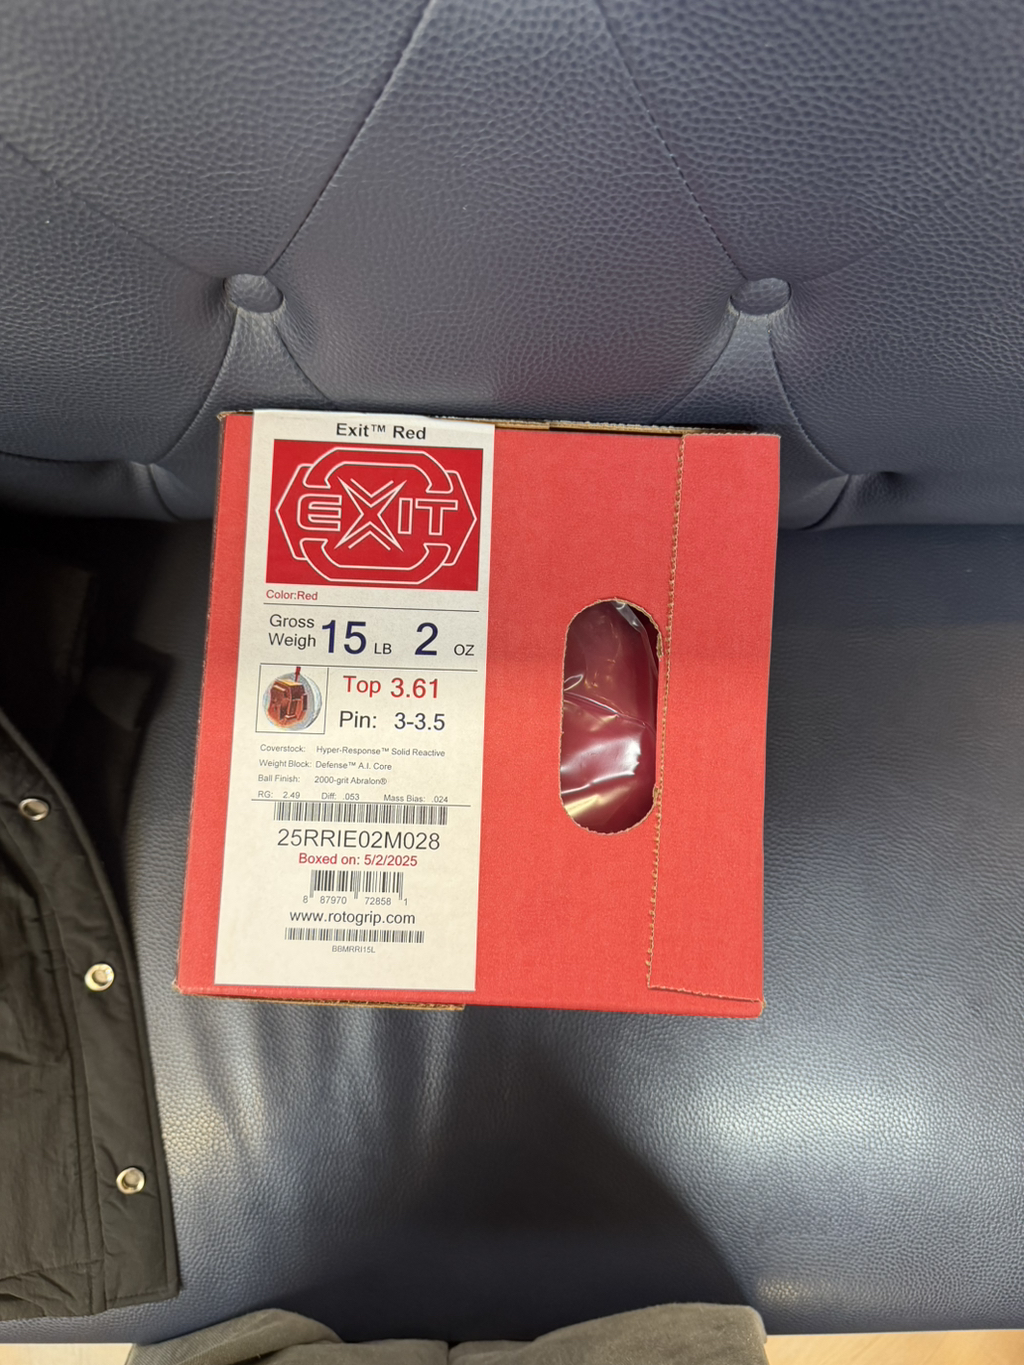 Exit™ Red
EXIT
Color:Red
Gross Weigh 15 LB 2 OZ
Top 3.61
Pin: 3-3.5
Coverstock: Hyper-Response™ Solid Reactive
Weight Block: Defense™ A.I. Core
Ball Finish: 2000-grit Abralon®
RG: 2.49 Diff: .053 Mass Bias: .024
25RRIE02M028
Boxed on: 5/2/2025
8 87970 72858 1
www.rotogrip.com
BBMRRI15L